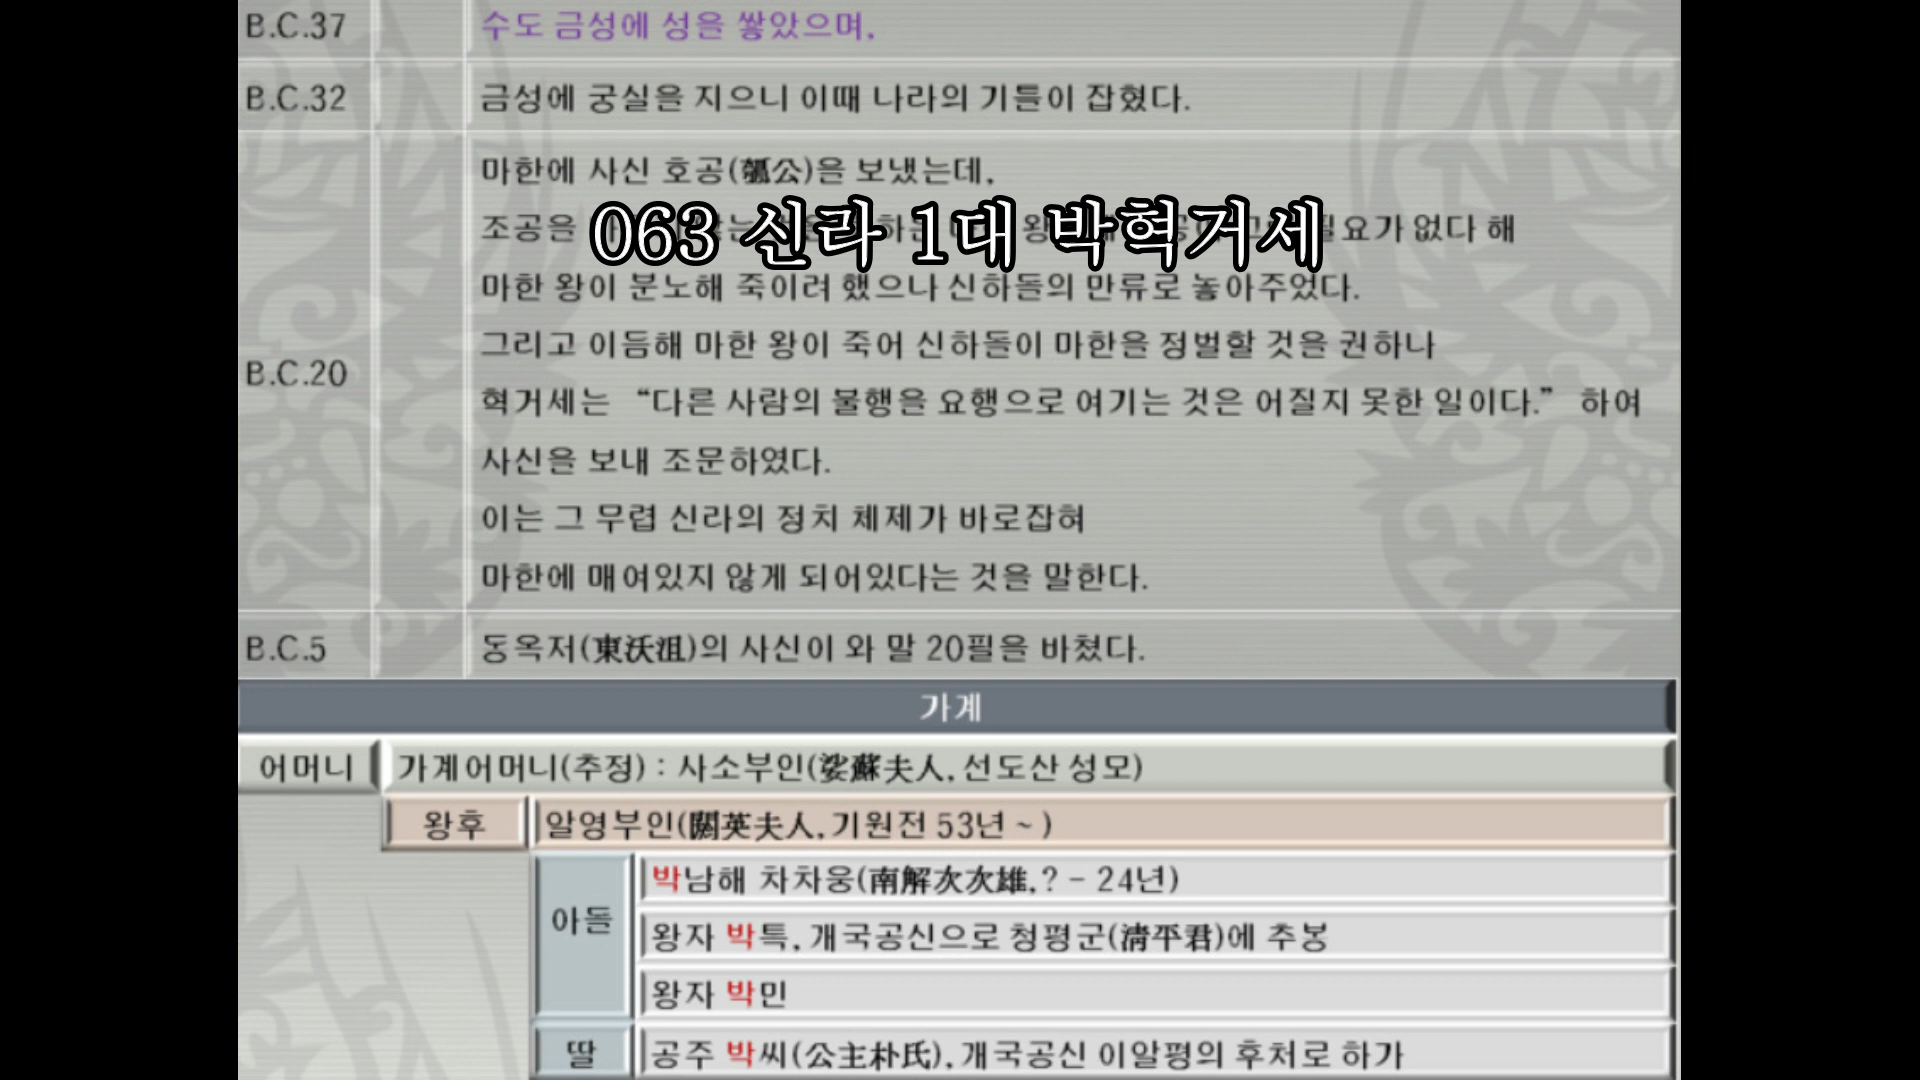 B.C.37 수도 금성에 성을 쌓았으며,
B.C.32 금성에 궁실을 지으니 이때 나라의 기틀이 잡혔다.
마한에 사신 호공(瓠公)을 보냈는데,
063 신라 1대 박혁거세
조공을 필요가 없다 해
마한 왕이 분노해 죽이려 했으나 신하들의 만류로 놓아주었다.
그리고 이듬해 마한 왕이 죽어 신하들이 마한을 정벌할 것을 권하나
B.C.20
혁거세는 “다른 사람의 불행을 요행으로 여기는 것은 어질지 못한 일이다.” 하여
사신을 보내 조문하였다.
이는 그 무렵 신라의 정치 체제가 바로잡혀
마한에 매여있지 않게 되어있다는 것을 말한다.
B.C.5 동옥저(東沃沮)의 사신이 와 말 20필을 바쳤다.
가계
어머니 가계어머니(추정) : 사소부인(娑蘇夫人, 선도산 성모)
왕후 알영부인(閼英夫人, 기원전 53년 ~ )
박남해 차차웅(南解次次雄, ? - 24년)
아들
왕자 박특, 개국공신으로 청평군(淸平君)에 추봉
왕자 박민
딸 공주 박씨(公主朴氏), 개국공신 이알평의 후처로 하가